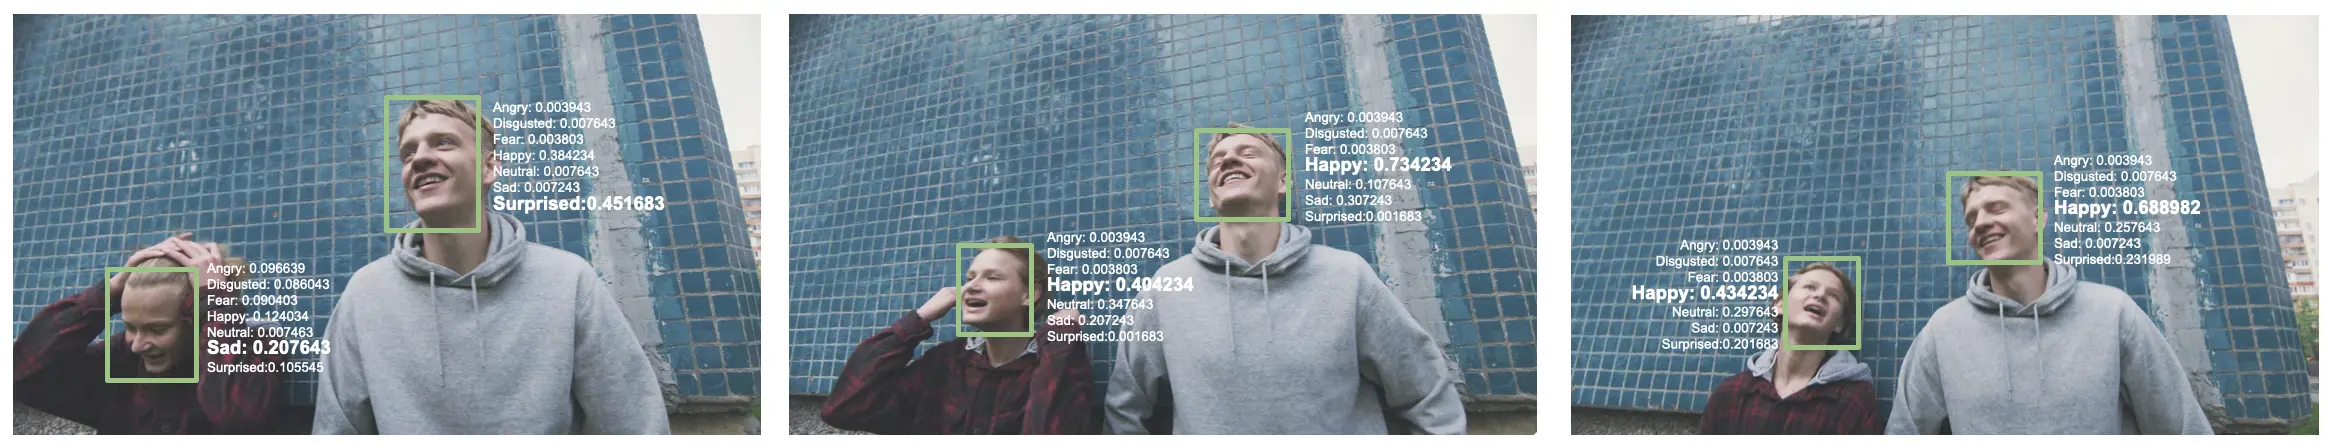 Angry: 0.003943
Disgusted: 0.007643
Fear: 0.003803
Happy: 0.384234
Neutral: 0.007643
Sad: 0.007243
Surprised:0.451683
Angry: 0.096639
Disgusted: 0.086043
Fear: 0.090403
Happy: 0.124034
Neutral: 0.007463
Sad: 0.207643
Surprised:0.105545
Angry: 0.003943
Disgusted: 0.007643
Fear: 0.003803
Happy: 0.734234
Neutral: 0.107643
Sad: 0.307243
Surprised:0.001683
Angry: 0.003943
Disgusted: 0.007643
Fear: 0.003803
Happy: 0.404234
Neutral: 0.347643
Sad: 0.207243
Surprised:0.001683
Angry: 0.003943
Disgusted: 0.007643
Fear: 0.003803
Happy: 0.688982
Neutral: 0.257643
Sad: 0.007243
Surprised:0.231989
Angry: 0.003943
Disgusted: 0.007643
Fear: 0.003803
Happy: 0.434234
Neutral: 0.297643
Sad: 0.007243
Surprised:0.201683